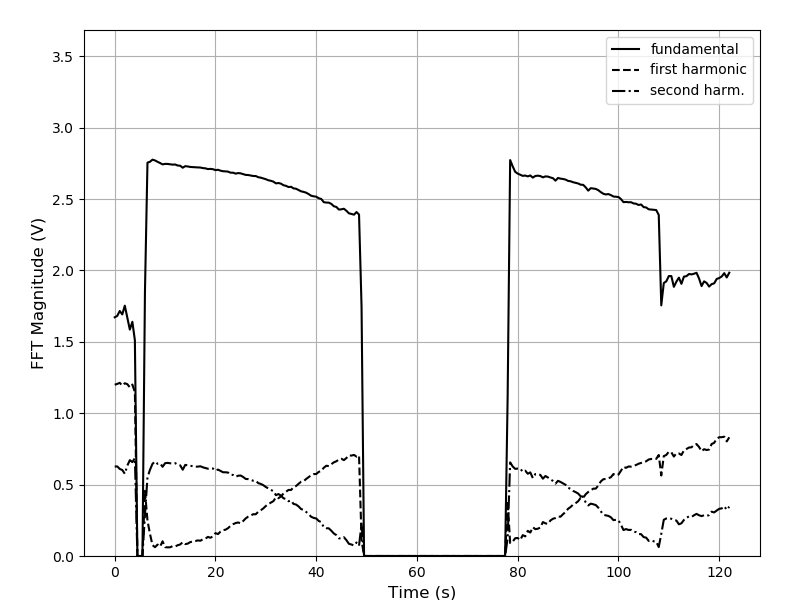 3.5
3.0
2.5
2.0
1.5
1.0
0.5
0.0
FFT Magnitude (V)
fundamental
first harmonic
second harm.
0 20 40 60 80 100 120
Time (s)